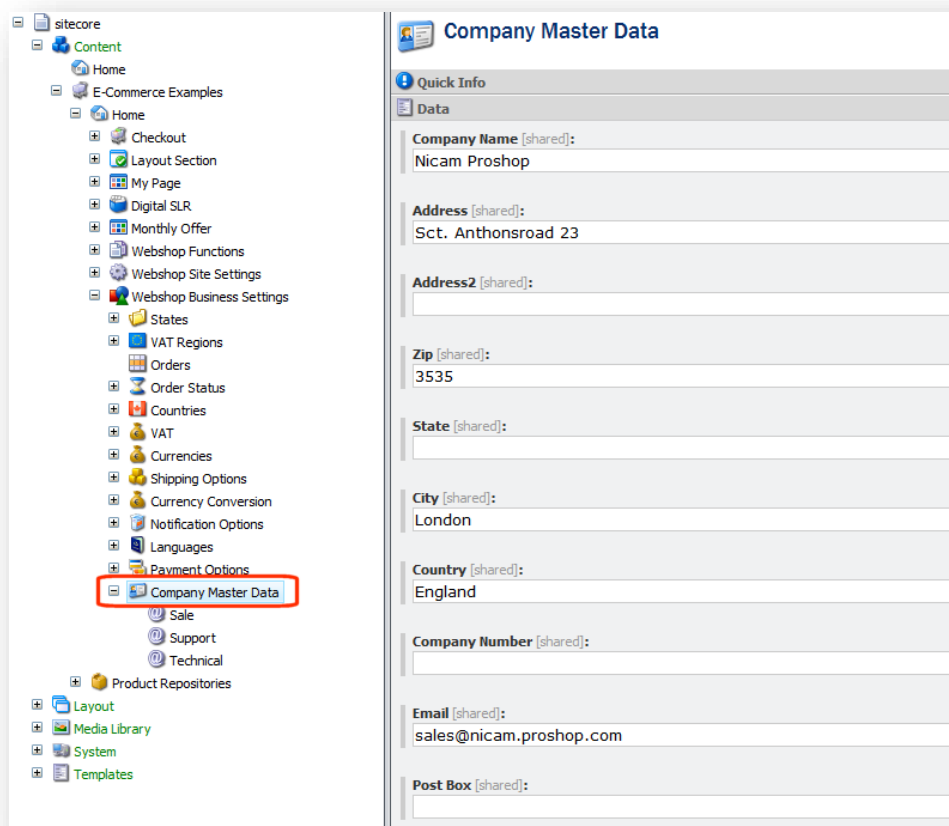 sitecore
Content
Home
E-Commerce Examples
Home
Checkout
Layout Section
My Page
Digital SLR
Monthly Offer
Webshop Functions
Webshop Site Settings
Webshop Business Settings
States
VAT Regions
Orders
Order Status
Countries
VAT
Currencies
Shipping Options
Currency Conversion
Notification Options
Languages
Payment Options
Company Master Data
Sale
Support
Technical
Product Repositories
Layout
Media Library
System
Templates
Company Master Data
Quick Info
Data
Company Name [shared]:
Nicam Proshop
Address [shared]:
Sct. Anthonsroad 23
Address2 [shared]:
Zip [shared]:
3535
State [shared]:
City [shared]:
London
Country [shared]:
England
Company Number [shared]:
Email [shared]:
sales@nicam.proshop.com
Post Box [shared]: